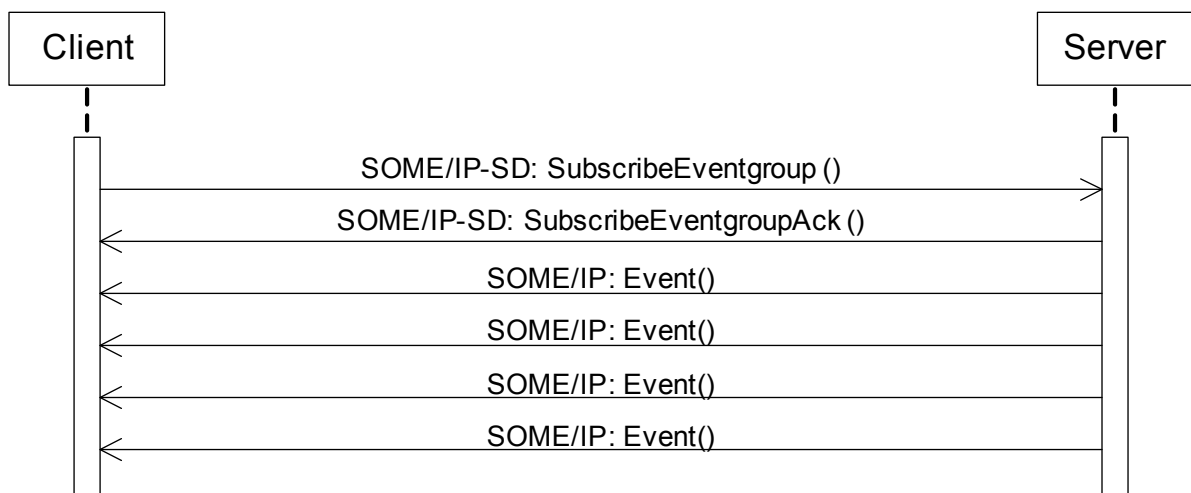 Client
Server
SOME/IP-SD: SubscribeEventgroup ()
SOME/IP-SD: SubscribeEventgroupAck ()
SOME/IP: Event()
SOME/IP: Event()
SOME/IP: Event()
SOME/IP: Event()